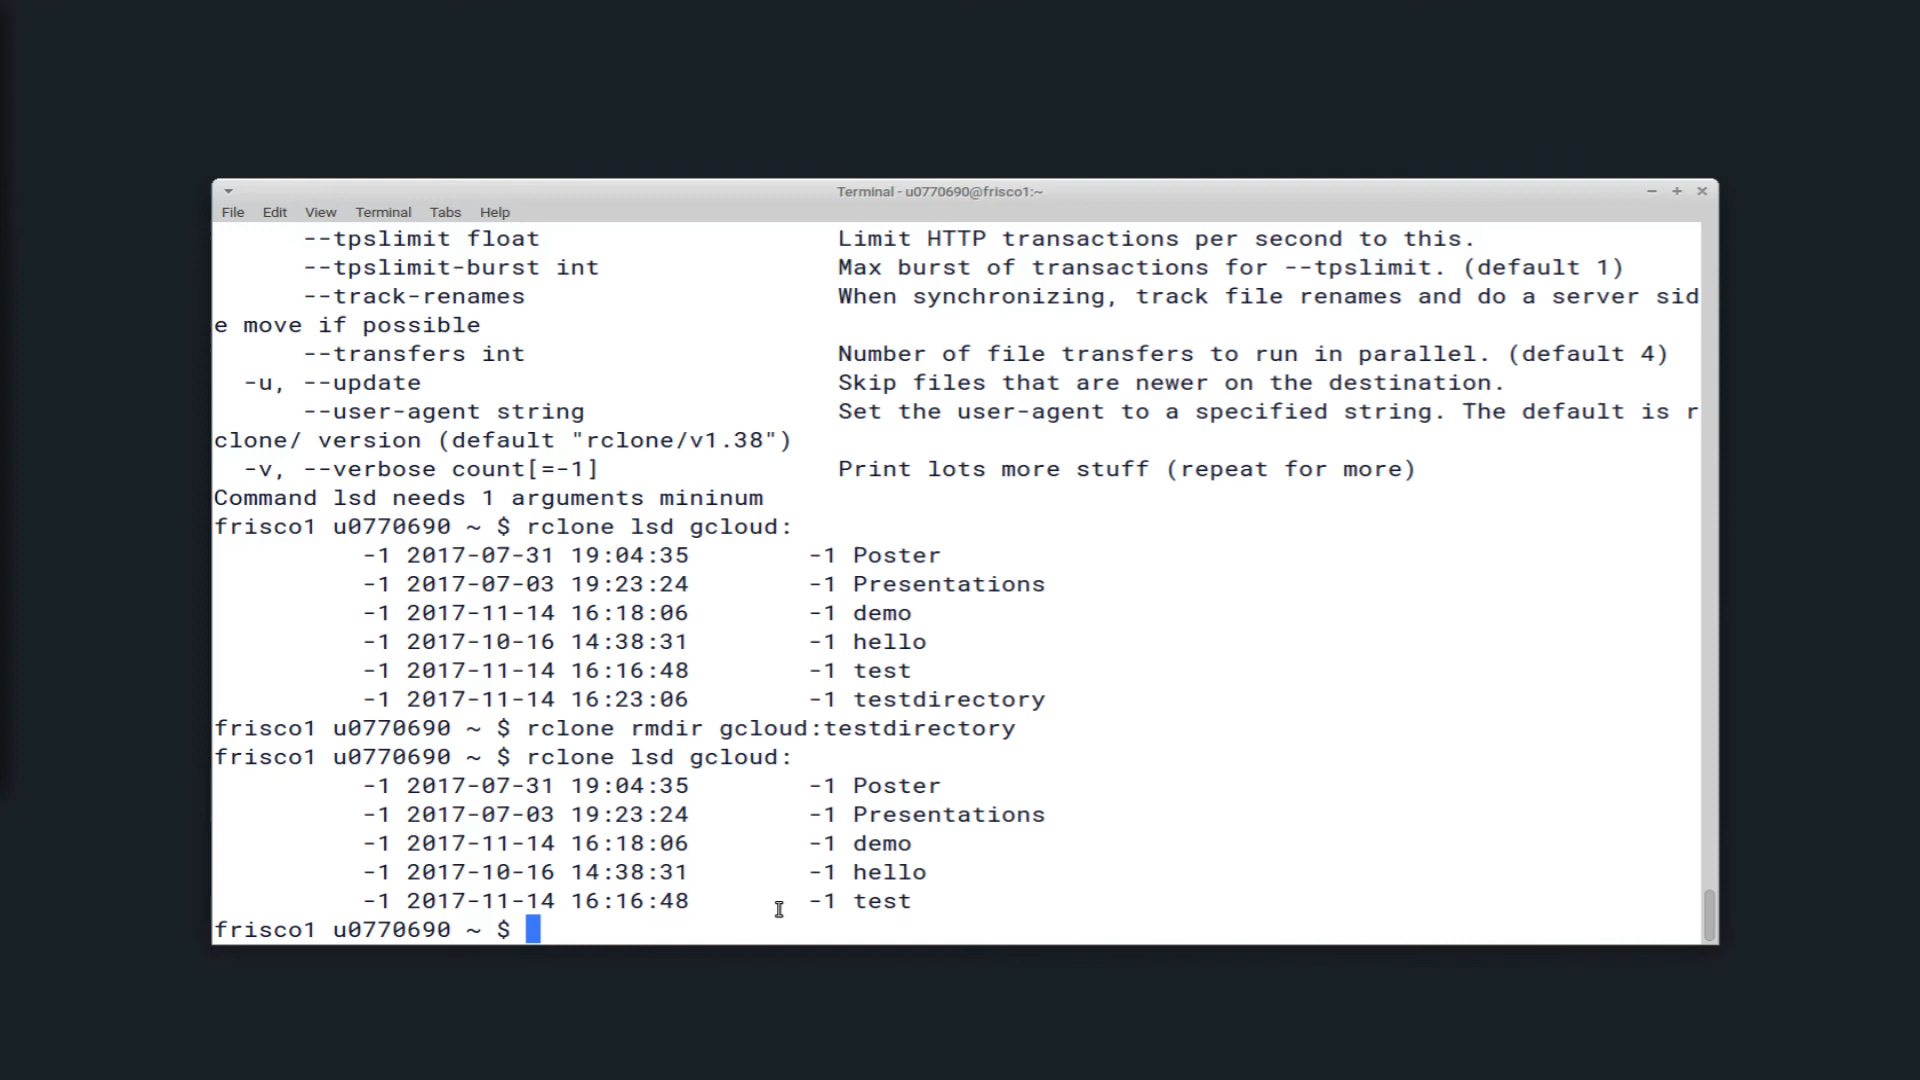 Terminal - u0770690@frisco1:~
File Edit View Terminal Tabs Help
--tpslimit float Limit HTTP transactions per second to this.
--tpslimit-burst int Max burst of transactions for --tpslimit. (default 1)
--track-renames When synchronizing, track file renames and do a server sid
e move if possible
--transfers int Number of file transfers to run in parallel. (default 4)
-u, --update Skip files that are newer on the destination.
--user-agent string Set the user-agent to a specified string. The default is r
clone/ version (default "rclone/v1.38")
-v, --verbose count[=-1] Print lots more stuff (repeat for more)
Command lsd needs 1 arguments mininum
frisco1 u0770690 ~ $ rclone lsd gcloud:
-1 2017-07-31 19:04:35 -1 Poster
-1 2017-07-03 19:23:24 -1 Presentations
-1 2017-11-14 16:18:06 -1 demo
-1 2017-10-16 14:38:31 -1 hello
-1 2017-11-14 16:16:48 -1 test
-1 2017-11-14 16:23:06 -1 testdirectory
frisco1 u0770690 ~ $ rclone rmdir gcloud:testdirectory
frisco1 u0770690 ~ $ rclone lsd gcloud:
-1 2017-07-31 19:04:35 -1 Poster
-1 2017-07-03 19:23:24 -1 Presentations
-1 2017-11-14 16:18:06 -1 demo
-1 2017-10-16 14:38:31 -1 hello
-1 2017-11-14 16:16:48 -1 test
frisco1 u0770690 ~ $